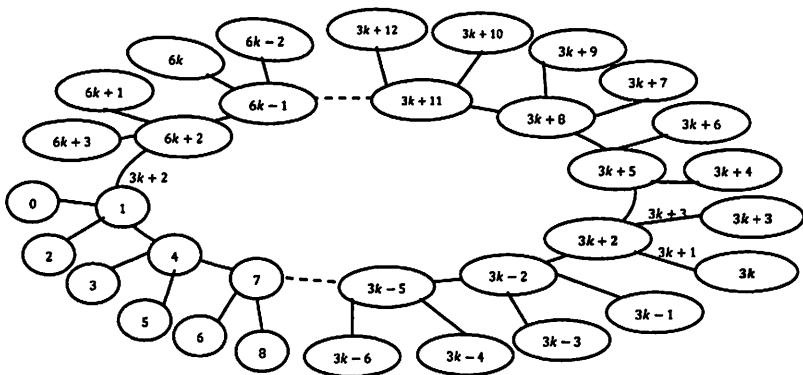 3k + 12
3k + 10
6k - 2
6k
3k + 9
3k + 7
6k + 1
6k - 1
3k + 11
3k + 8
3k + 6
6k + 3
6k + 2
3k + 5
3k + 4
3k + 2
0
1
3k + 3
3k + 3
2
4
3k + 2
3k + 1
3k
3
7
3k - 5
3k - 2
5
6
8
3k - 6
3k - 4
3k - 3
3k - 1